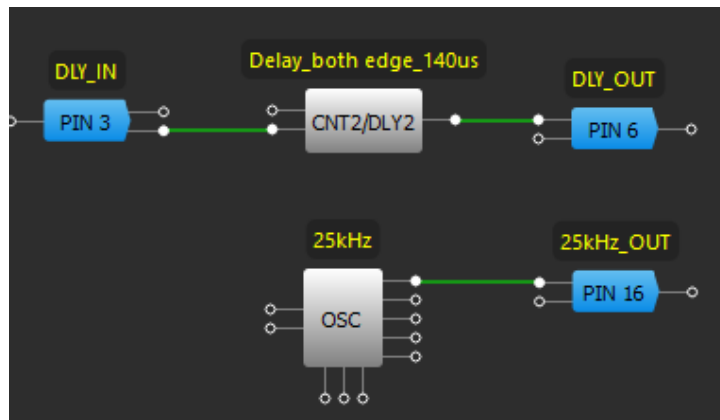 DLY_IN
Delay_both edge_140us
DLY_OUT
PIN 3
CNT2/DLY2
PIN 6
25kHz
25kHz_OUT
OSC
PIN 16